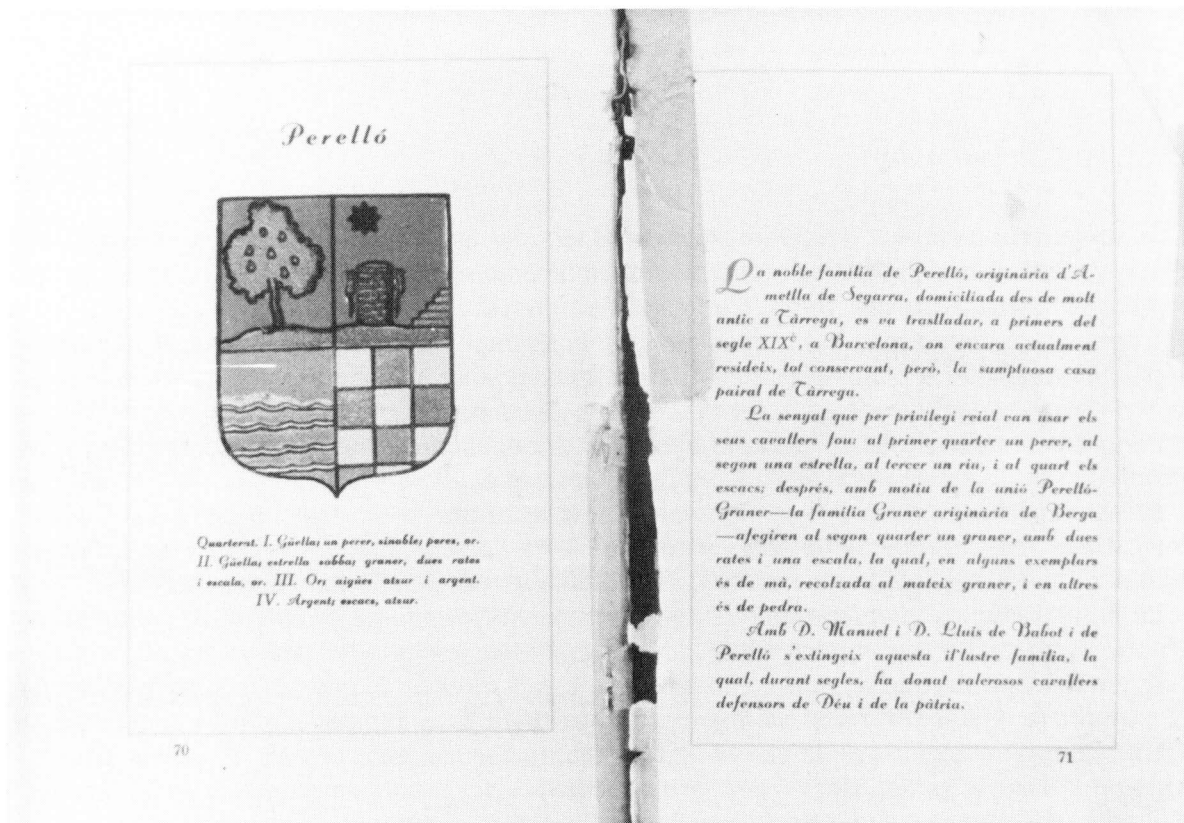 Perelló
Quarterat. I. Güella; un perer, sinable; peres, or.
II. Güella; estrella sabba; graner, dues rates
i escala, or. III. Or; aigües atzur i argent.
IV. Argent; escacs, atzur.
70
La noble família de Perelló, originària d'A-
metlla de Segarra, domiciliada des de molt
antic a Tàrrega, es va traslladar, a primers del
segle XIXè, a Barcelona, on encara actualment
resideix, tot conservant, però, la sumptuosa casa
pairal de Tàrrega.
La senyal que per privilegi reial van usar els
seus cavallers fou: al primer quarter un perer, al
segon una estrella, al tercer un riu, i al quart els
escacs; després, amb motiu de la unió Perelló-
Graner—la família Graner originària de Berga
—afegiren al segon quarter un graner, amb dues
rates i una escala, la qual, en alguns exemplars
és de mà, recolzada al mateix graner, i en altres
és de pedra.
Amb D. Manuel i D. Lluís de Babot i de
Perelló s'extingeix aquesta il'lustre família, la
qual, durant segles, ha donat valerosos cavallers
defensors de Déu i de la pàtria.
71